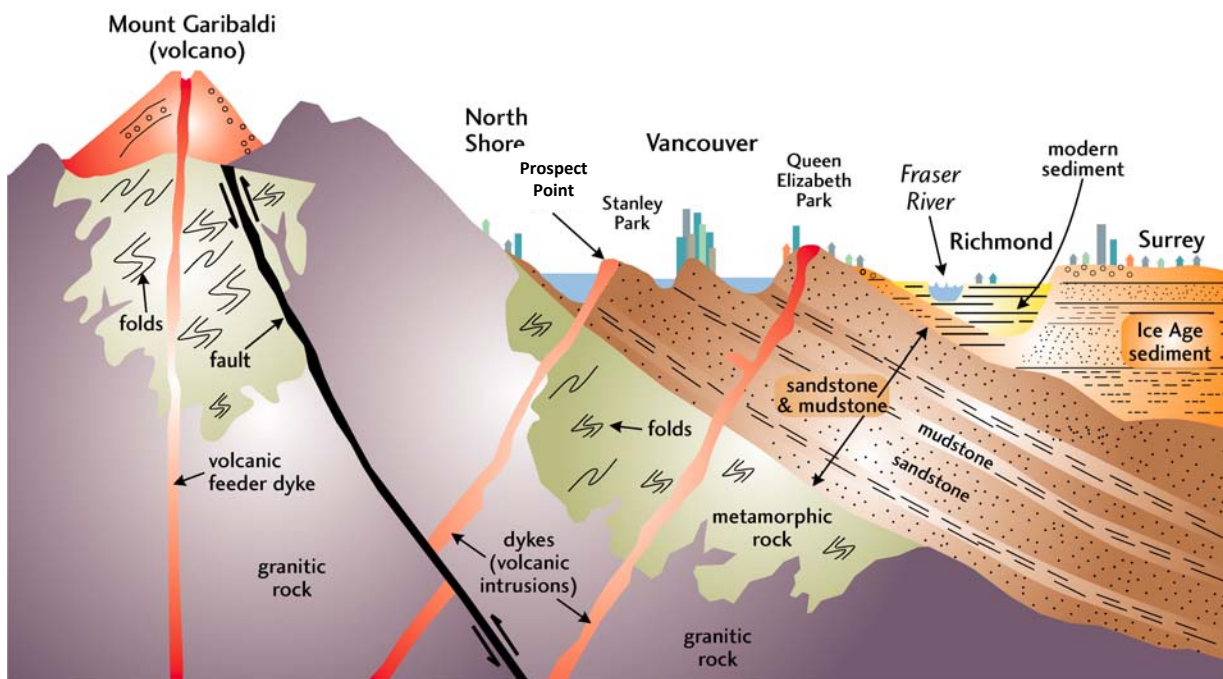 Mount Garibaldi
(volcano)
North
Shore
Prospect
Point
Stanley
Park
Vancouver
Queen
Elizabeth
Park
Fraser
River
modern
sediment
Richmond
Surrey
Ice Age
sediment
folds
fault
sandstone
& mudstone
folds
mudstone
sandstone
volcanic
feeder dyke
metamorphic
rock
dykes
(volcanic
intrusions)
granitic
rock
granitic
rock